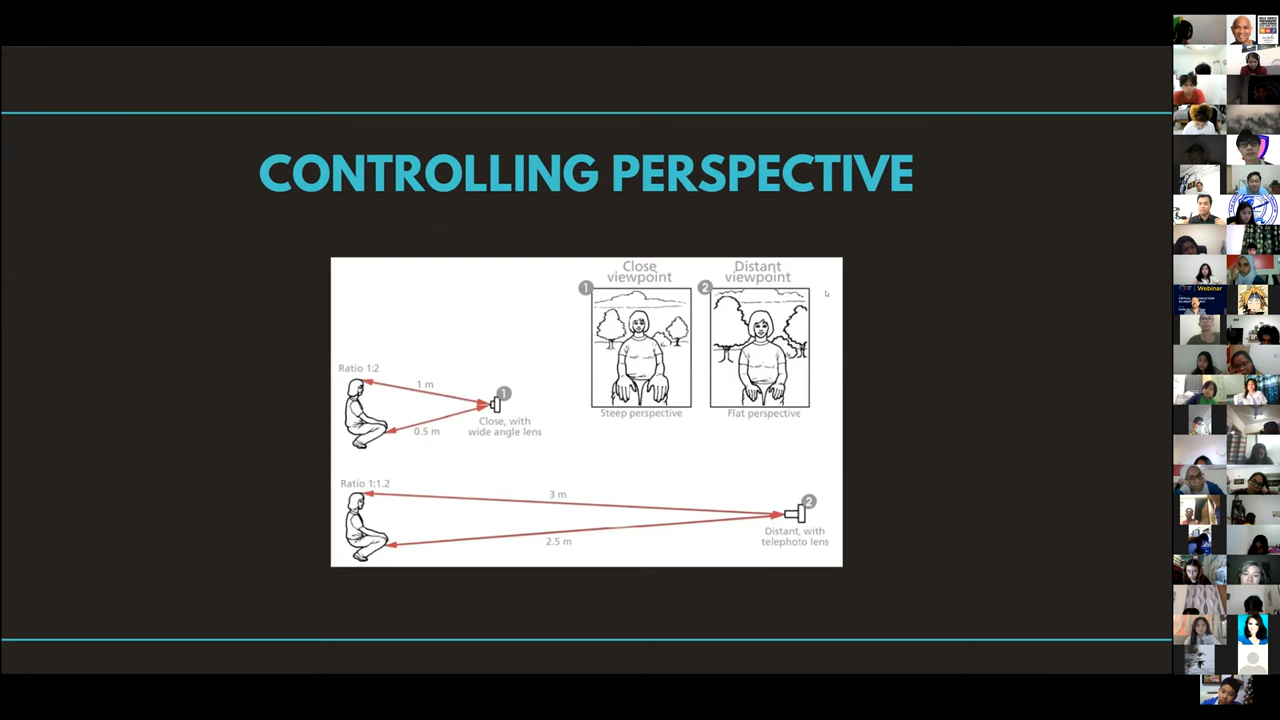 CONTROLLING PERSPECTIVE
Close
viewpoint
Distant
viewpoint
1
2
Steep perspective
Flat perspective
Ratio 1:2
1 m
1
0.5 m
Close, with
wide angle lens
Ratio 1:1.2
3 m
2
2.5 m
Distant, with
telephoto lens
Webinar